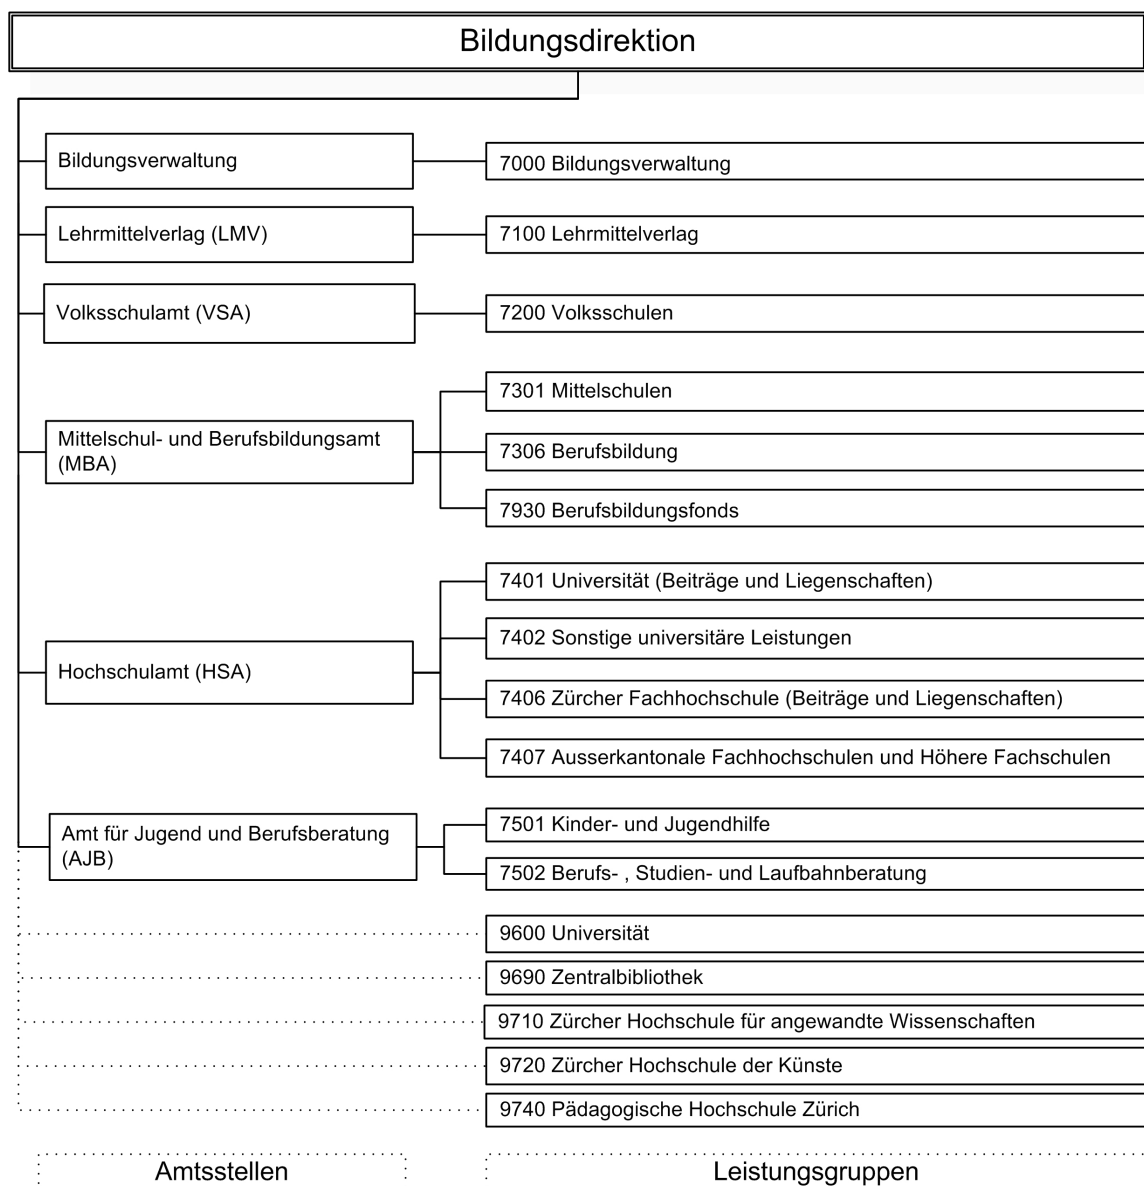 Bildungsdirektion
Bildungsverwaltung
7000 Bildungsverwaltung
Lehrmittelverlag (LMV)
7100 Lehrmittelverlag
Volksschulamt (VSA)
7200 Volksschulen
Mittelschul- und Berufsbildungsamt
(MBA)
7301 Mittelschulen
7306 Berufsbildung
7930 Berufsbildungsfonds
Hochschulamt (HSA)
7401 Universität (Beiträge und Liegenschaften)
7402 Sonstige universitäre Leistungen
7406 Zürcher Fachhochschule (Beiträge und Liegenschaften)
7407 Ausserkantonale Fachhochschulen und Höhere Fachschulen
Amt für Jugend und Berufsberatung
(AJB)
7501 Kinder- und Jugendhilfe
7502 Berufs- , Studien- und Laufbahnberatung
9600 Universität
9690 Zentralbibliothek
9710 Zürcher Hochschule für angewandte Wissenschaften
9720 Zürcher Hochschule der Künste
9740 Pädagogische Hochschule Zürich
Amtsstellen
Leistungsgruppen